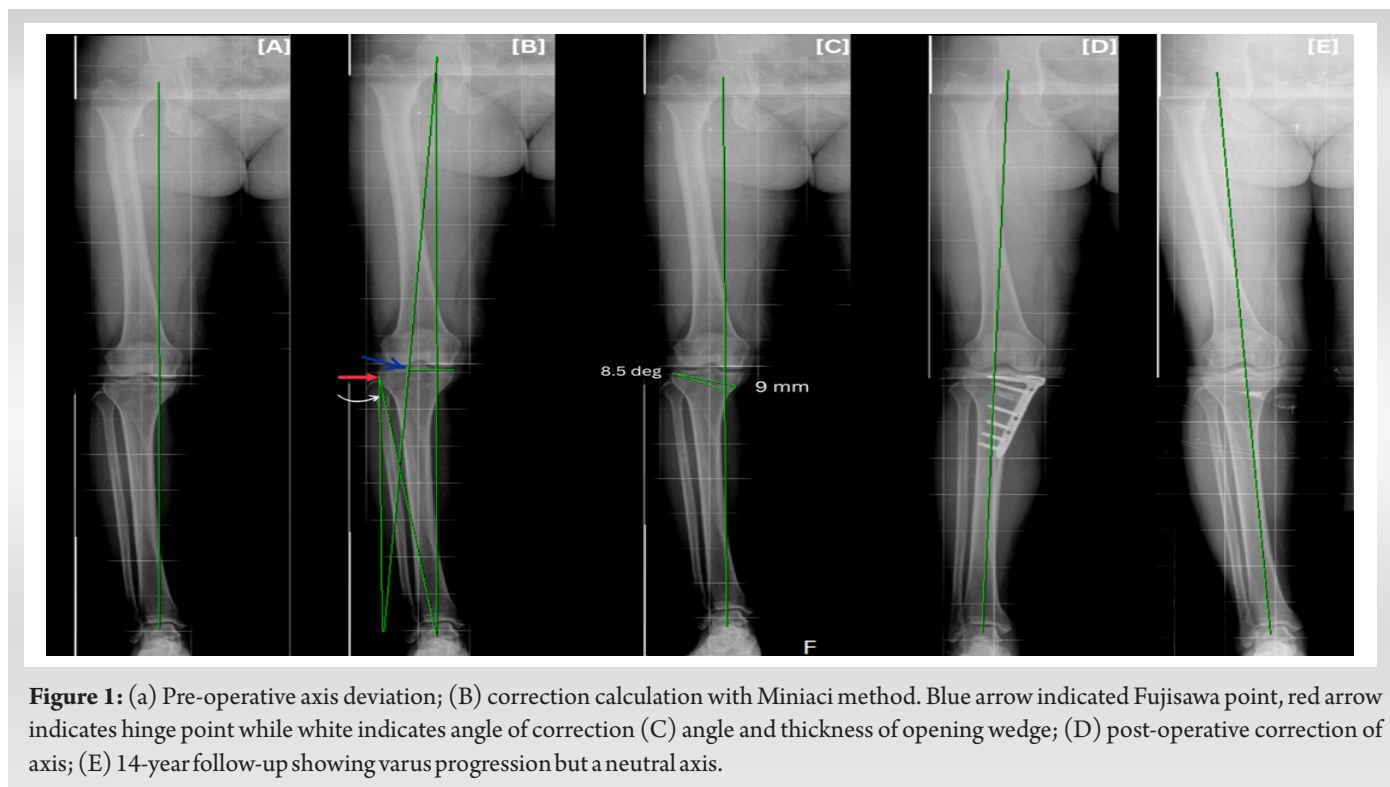 [A]
[B]
[C]
[D]
[E]
8.5 deg
9 mm
F
Figure 1: (a) Pre-operative axis deviation; (B) correction calculation with Miniaci method. Blue arrow indicated Fujisawa point, red arrow
indicates hinge point while white indicates angle of correction (C) angle and thickness of opening wedge; (D) post-operative correction of
axis; (E) 14-year follow-up showing varus progression but a neutral axis.